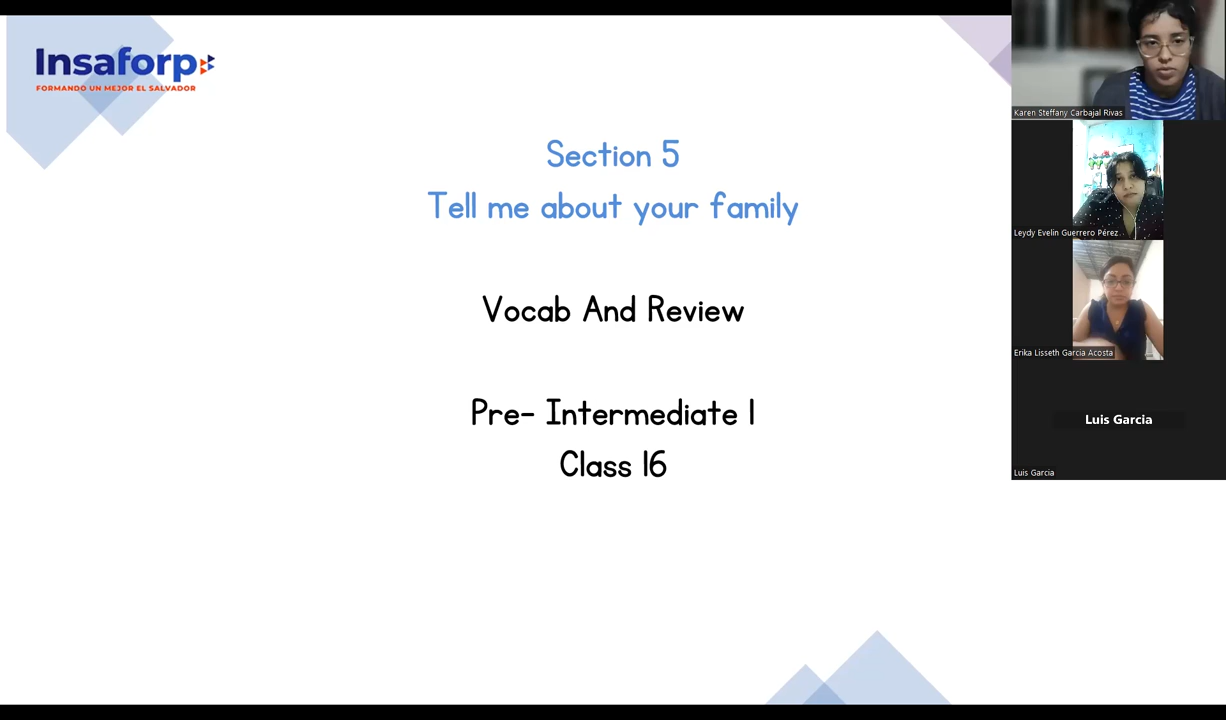 Insaforp
FORMANDO UN MEJOR EL SALVADOR
Section 5
Tell me about your family
Vocab And Review
Pre- Intermediate 1
Class 16
Karen Steffany Carbajal Rivas
Leydy Evelin Guerrero Pérez
Erika Lisseth Garcia Acosta
Luis Garcia
Luis Garcia